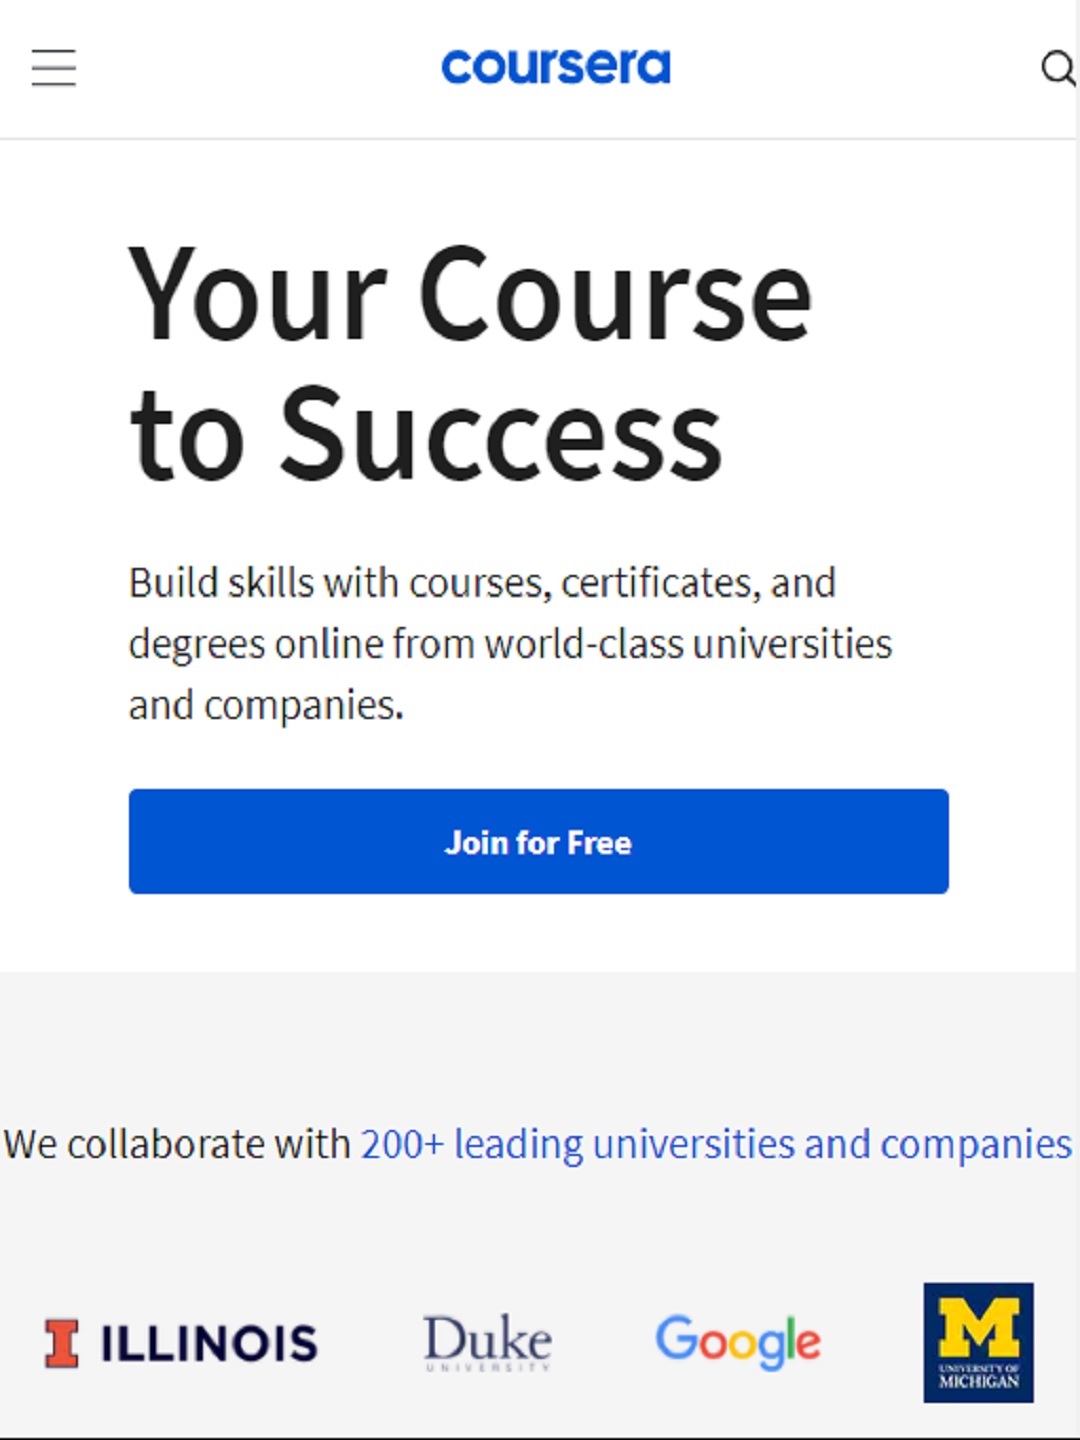 coursera
Your Course
to Success
Build skills with courses, certificates, and
degrees online from world-class universities
and companies.
Join for Free
We collaborate with 200+ leading universities and companies
I ILLINOIS
Duke
UNIVERSITY
Google
M
UNIVERSITY OF
MICHIGAN